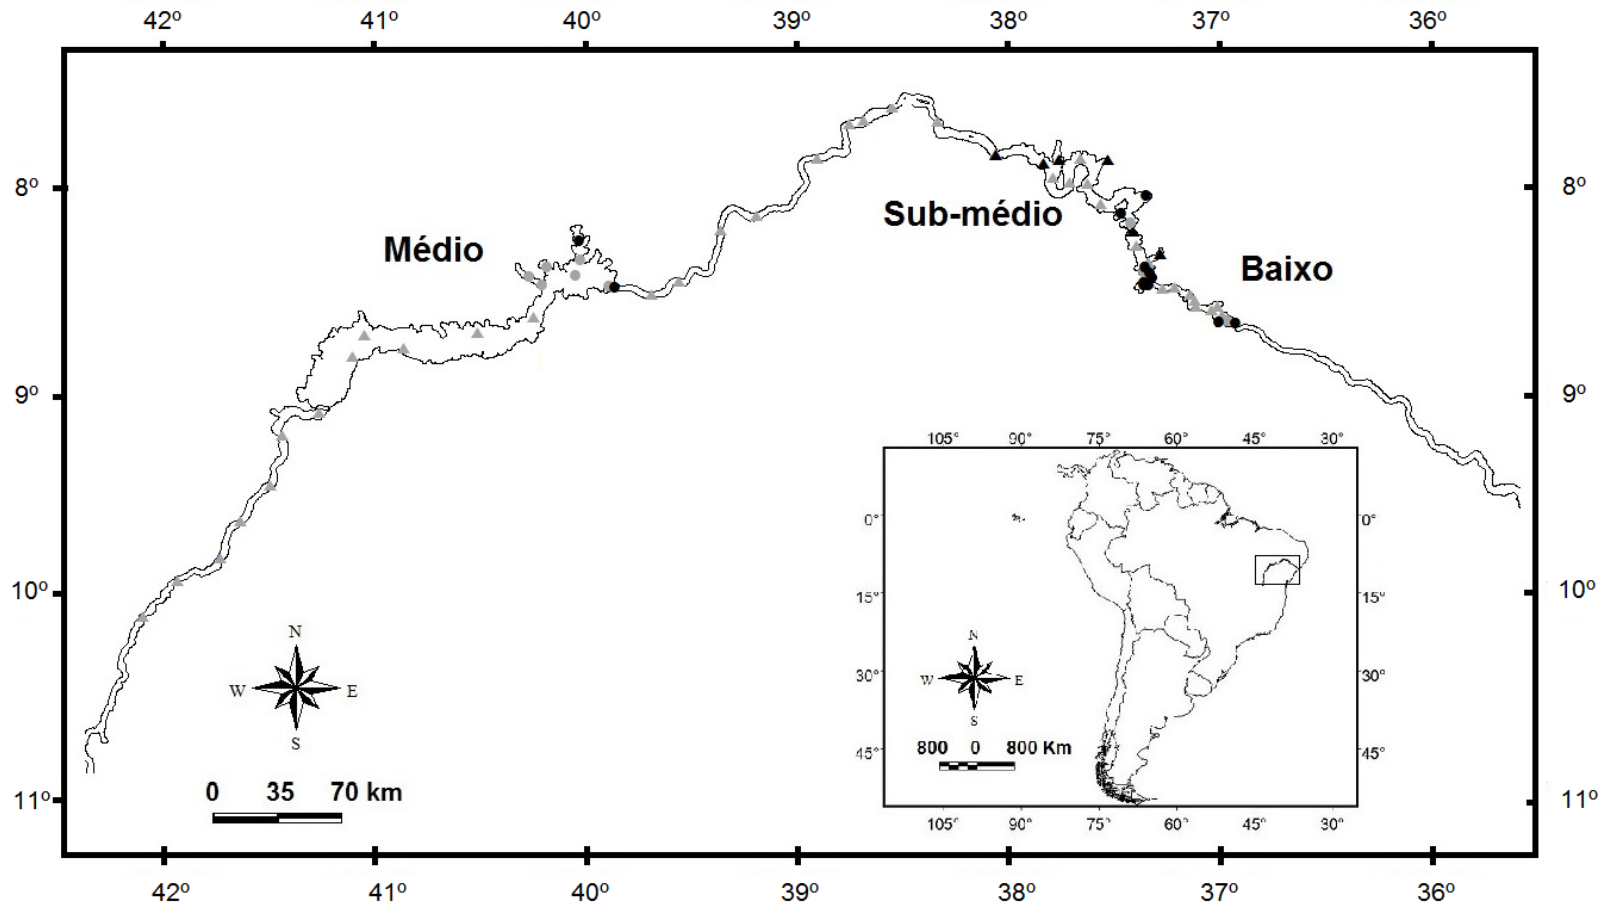 42º 41º 40º 39º 38º 37º 36º
8º 8º
Sub-médio
Médio
Baixo
9º 9º
105° 90° 75° 60° 45° 30°
0° 0°
10º 10º
15° 15°
N
W E
S
N
W E
S
30° 30°
800 0 800 Km
45° 45°
0 35 70 km
11º 11º
105° 90° 75° 60° 45° 30°
42º 41º 40º 39º 38º 37º 36º